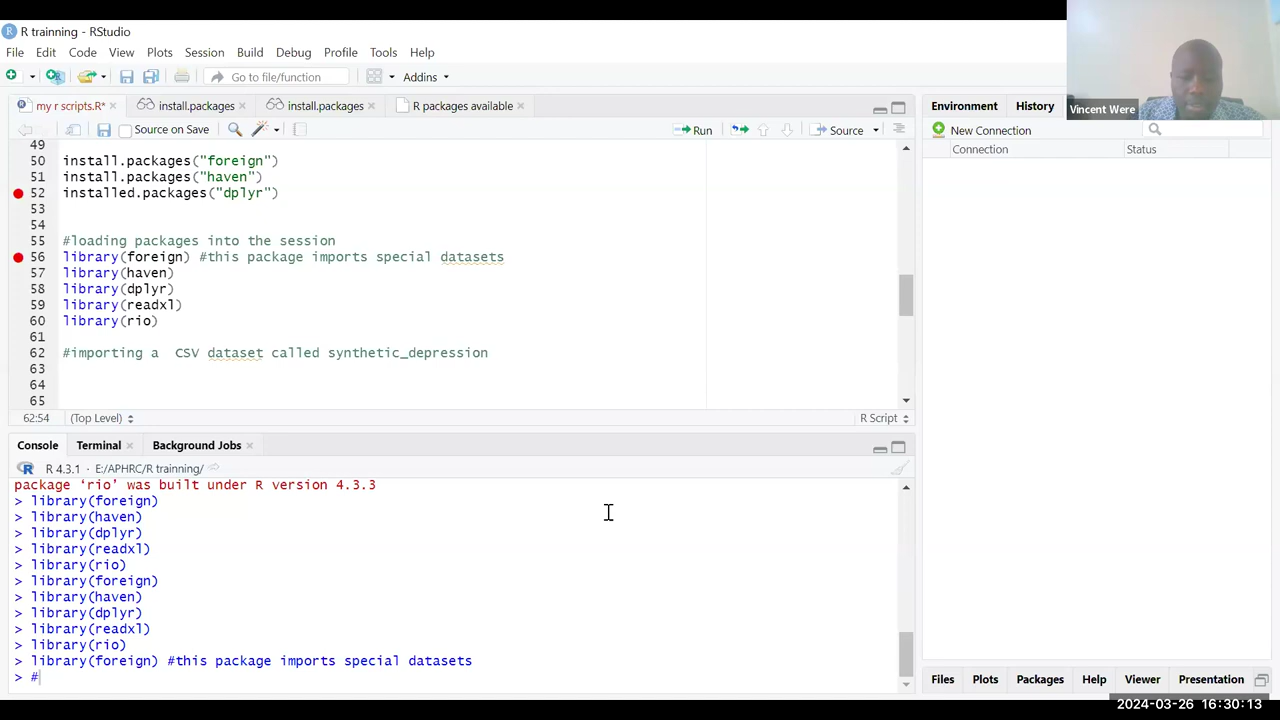 R trainning - RStudio
File Edit Code View Plots Session Build Debug Profile Tools Help
Go to file/function Addins
my r scripts.R* install.packages install.packages R packages available
Source on Save Run Source
49
50 install.packages("foreign")
51 install.packages("haven")
52 installed.packages("dplyr")
53
54
55 #loading packages into the session
56 library(foreign) #this package imports special datasets
57 library(haven)
58 library(dplyr)
59 library(readxl)
60 library(rio)
61
62 #importing a  CSV dataset called synthetic_depression
63
64
65
62:54 (Top Level) R Script
Console Terminal Background Jobs
R 4.3.1 · E:/APHRC/R trainning/
package ‘rio’ was built under R version 4.3.3
> library(foreign)
> library(haven)
> library(dplyr)
> library(readxl)
> library(rio)
> library(foreign)
> library(haven)
> library(dplyr)
> library(readxl)
> library(rio)
> library(foreign) #this package imports special datasets
> #
Environment History
Vincent Were
New Connection
Connection Status
Files Plots Packages Help Viewer Presentation
2024-03-26 16:30:13